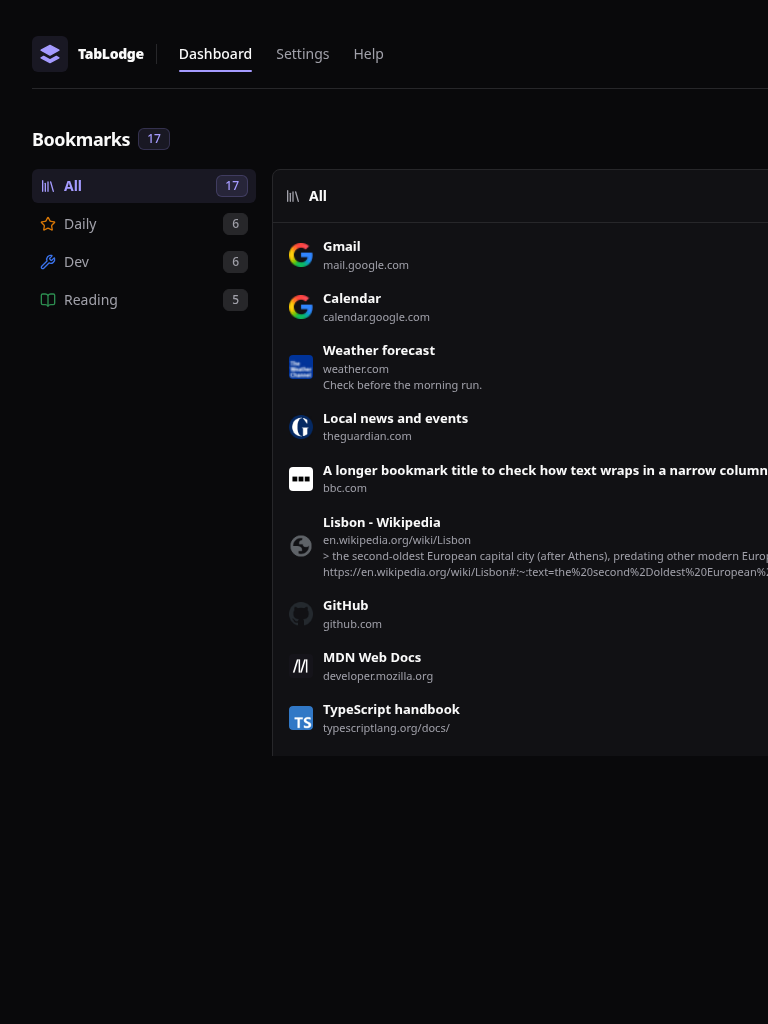 TabLodge
Dashboard
Settings
Help
Bookmarks 17
All 17
Daily 6
Dev 6
Reading 5
All
Gmail
mail.google.com
Calendar
calendar.google.com
The Weather Channel
Weather forecast
weather.com
Check before the morning run.
G
Local news and events
theguardian.com
A longer bookmark title to check how text wraps in a narrow column
bbc.com
Lisbon - Wikipedia
en.wikipedia.org/wiki/Lisbon
> the second-oldest European capital city (after Athens), predating other modern Europ
https://en.wikipedia.org/wiki/Lisbon#:~:text=the%20second%2Doldest%20European%2
GitHub
github.com
MDN Web Docs
developer.mozilla.org
TS
TypeScript handbook
typescriptlang.org/docs/